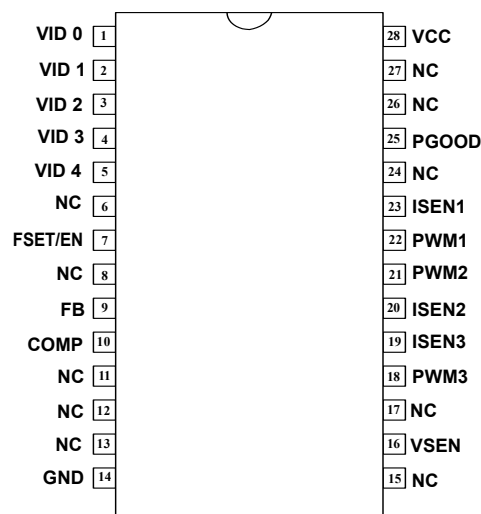 VID 0 1 28 VCC
VID 1 2 27 NC
VID 2 3 26 NC
VID 3 4 25 PGOOD
VID 4 5 24 NC
NC 6 23 ISEN1
FSET/EN 7 22 PWM1
NC 8 21 PWM2
FB 9 20 ISEN2
COMP 10 19 ISEN3
NC 11 18 PWM3
NC 12 17 NC
NC 13 16 VSEN
GND 14 15 NC